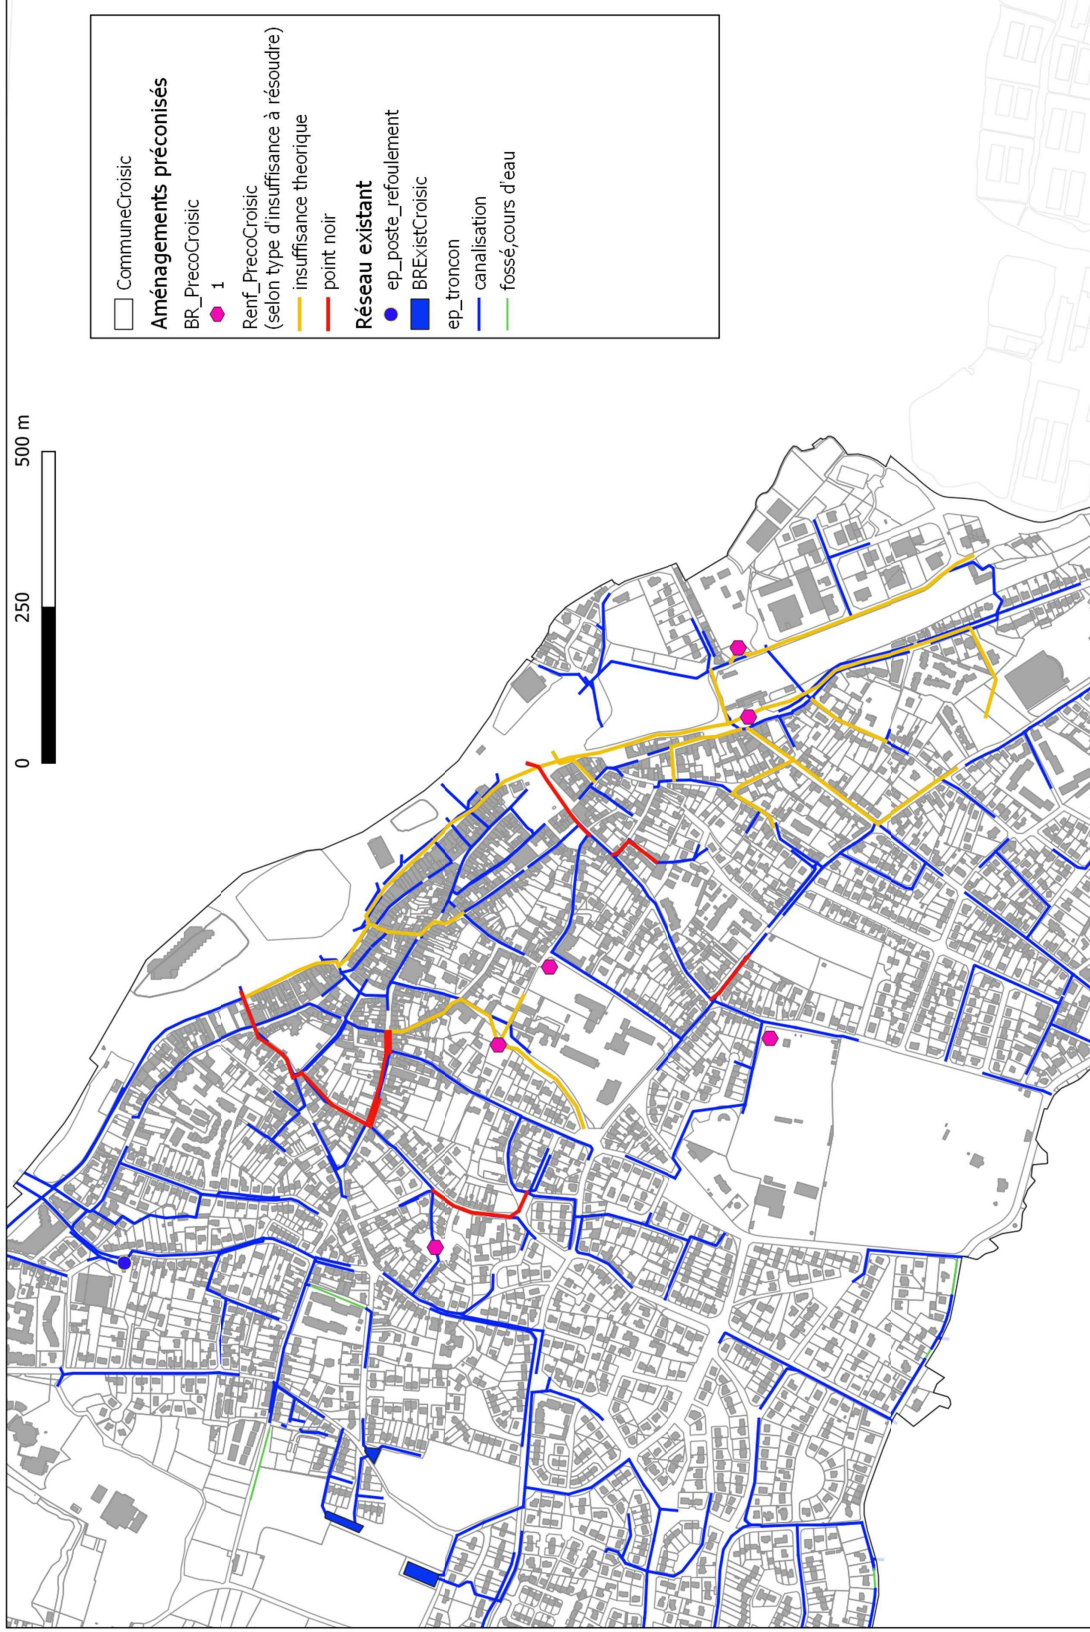 0 250 500 m
CommuneCroisic
Aménagements préconisés
BR_PrecoCroisic
1
Renf_PrecoCroisic
(selon type d'insuffisance à résoudre)
insuffisance theorique
point noir
Réseau existant
ep_poste_refoulement
BRExistCroisic
ep_troncon
canalisation
fossé,cours d'eau